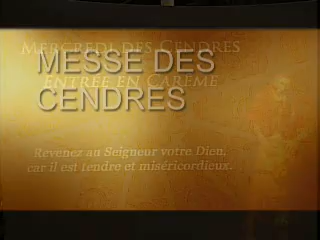 MERCREDI DES CENDRES
MESSE DES
ENTRÉE EN CARÊME
CENDRES
Revenez au Seigneur votre Dieu,
car il est tendre et miséricordieux.